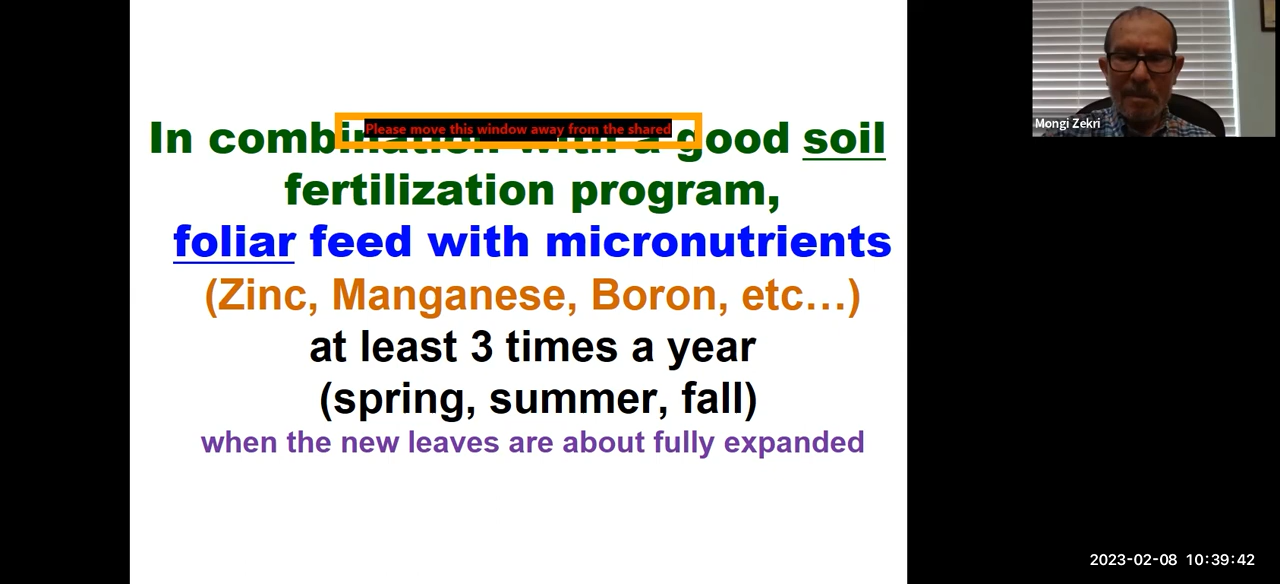 Please move this window away from the shared
In combination with a good soil
fertilization program,
foliar feed with micronutrients
(Zinc, Manganese, Boron, etc…)
at least 3 times a year
(spring, summer, fall)
when the new leaves are about fully expanded
Mongi Zekri
2023-02-08 10:39:42